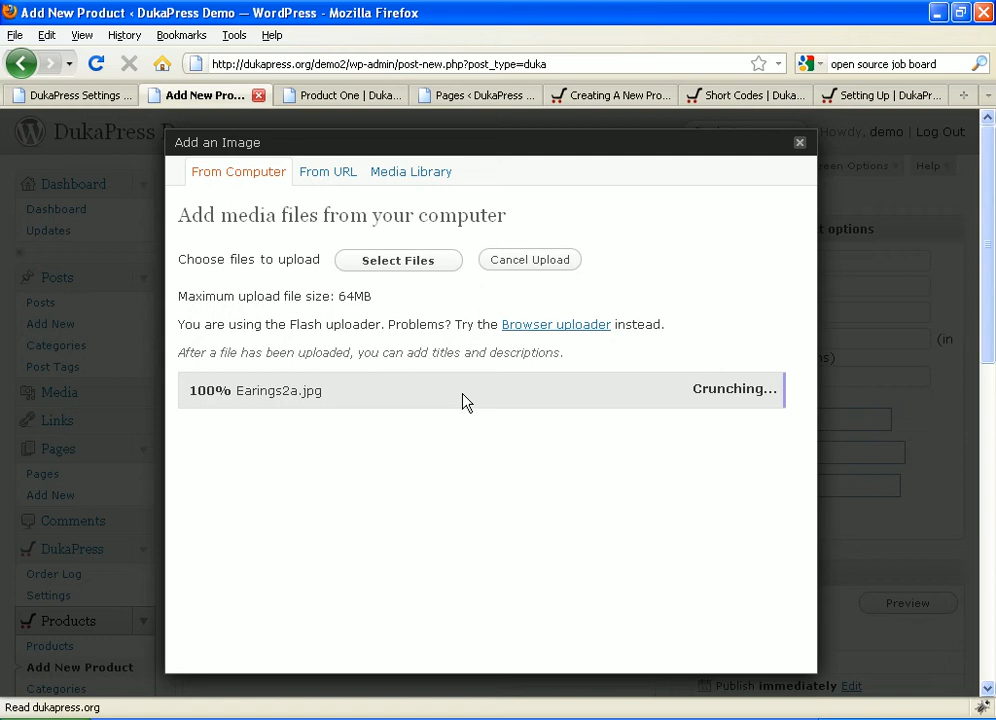 Add New Product ‹ DukaPress Demo — WordPress - Mozilla Firefox
File Edit View History Bookmarks Tools Help
http://dukapress.org/demo2/wp-admin/post-new.php?post_type=duka
open source job board
DukaPress Settings ...
Add New Pro...
Product One | Duka...
Pages ‹ DukaPress ...
Creating A New Pro...
Short Codes | Duka...
Setting Up | DukaPr...
DukaPress D
Howdy, demo | Log Out
reen Options
Help
Add an Image
From Computer
From URL
Media Library
Add media files from your computer
Choose files to upload
Select Files
Cancel Upload
Maximum upload file size: 64MB
You are using the Flash uploader. Problems? Try the Browser uploader instead.
After a file has been uploaded, you can add titles and descriptions.
100% Earings2a.jpg
Crunching...
Dashboard
Dashboard
Updates
Posts
Posts
Add New
Categories
Post Tags
Media
Links
Pages
Pages
Add New
Comments
DukaPress
Order Log
Settings
Products
Products
Add New Product
Categories
t options
(in
s)
Preview
Publish immediately Edit
Read dukapress.org